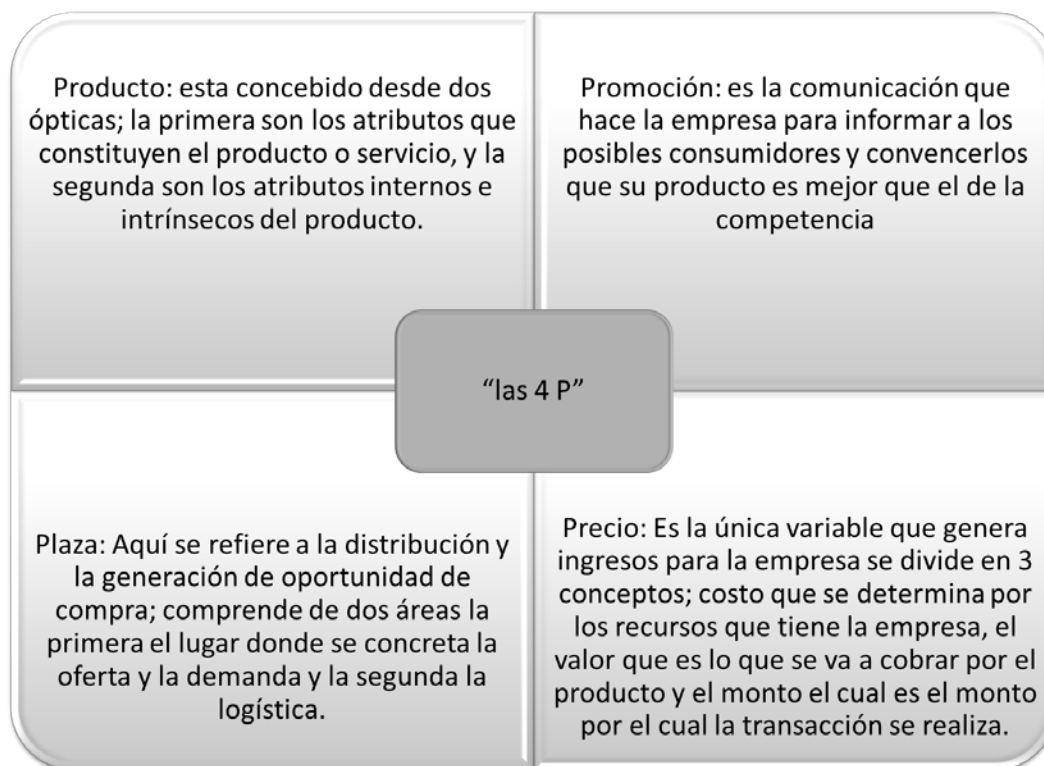 Producto: esta concebido desde dos
ópticas; la primera son los atributos que
constituyen el producto o servicio, y la
segunda son los atributos internos e
intrínsecos del producto.
Promoción: es la comunicación que
hace la empresa para informar a los
posibles consumidores y convencerlos
que su producto es mejor que el de la
competencia
“las 4 P”
Plaza: Aquí se refiere a la distribución y
la generación de oportunidad de
compra; comprende de dos áreas la
primera el lugar donde se concreta la
oferta y la demanda y la segunda la
logística.
Precio: Es la única variable que genera
ingresos para la empresa se divide en 3
conceptos; costo que se determina por
los recursos que tiene la empresa, el
valor que es lo que se va a cobrar por el
producto y el monto el cual es el monto
por el cual la transacción se realiza.